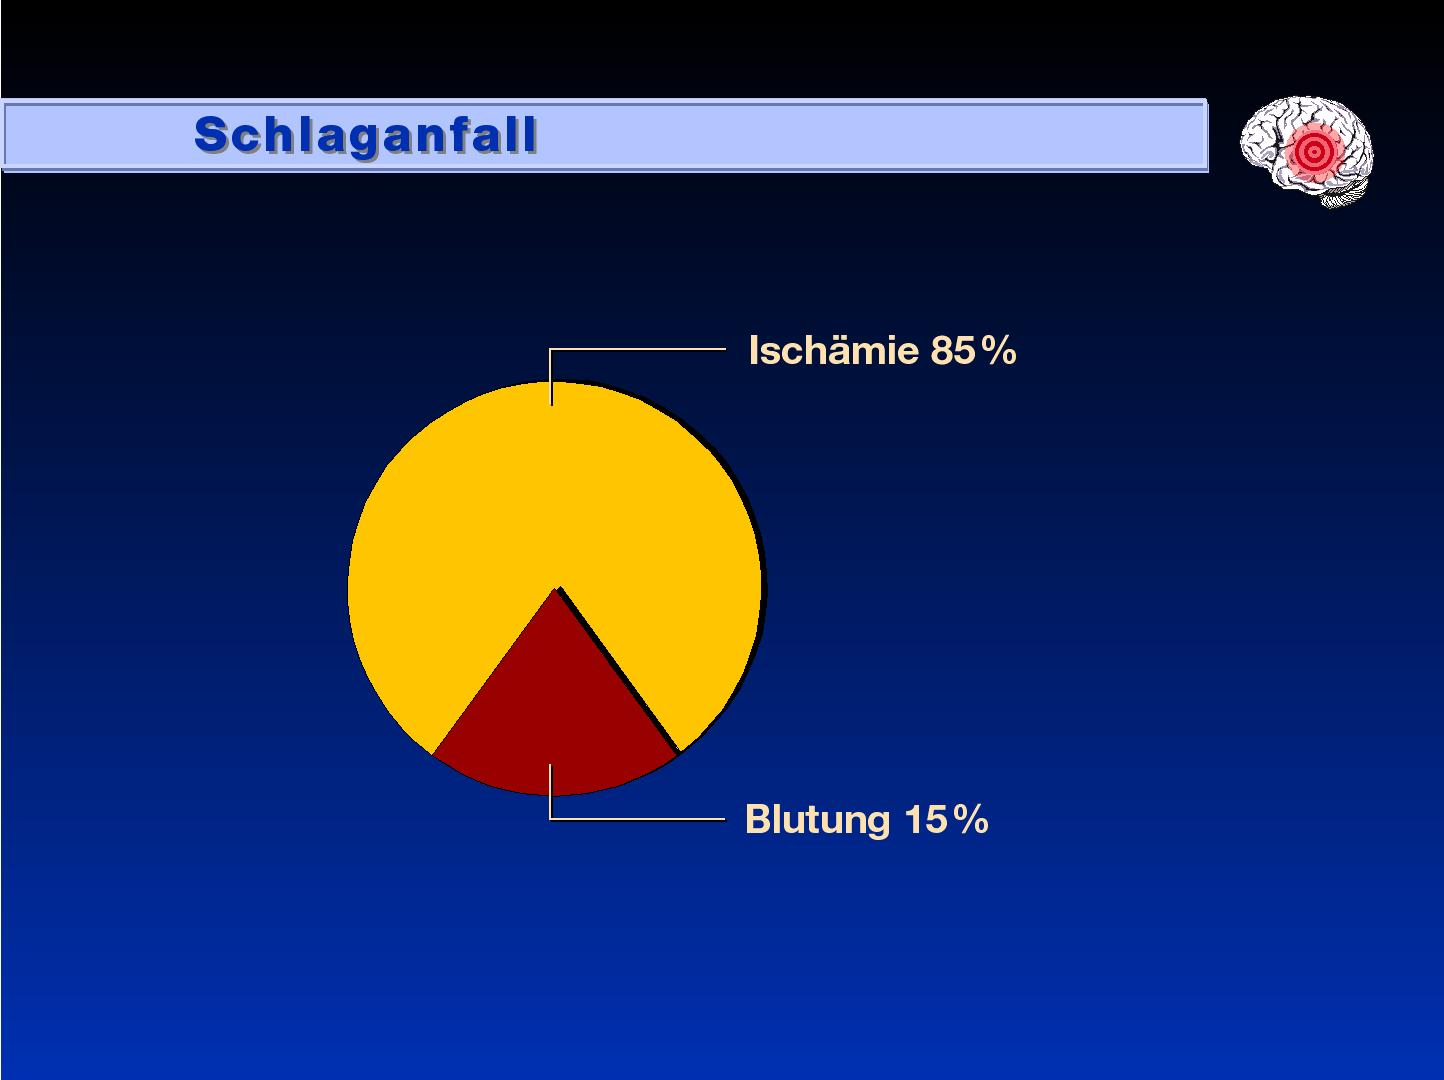 Schlaganfall
Ischämie 85 %
Blutung 15 %